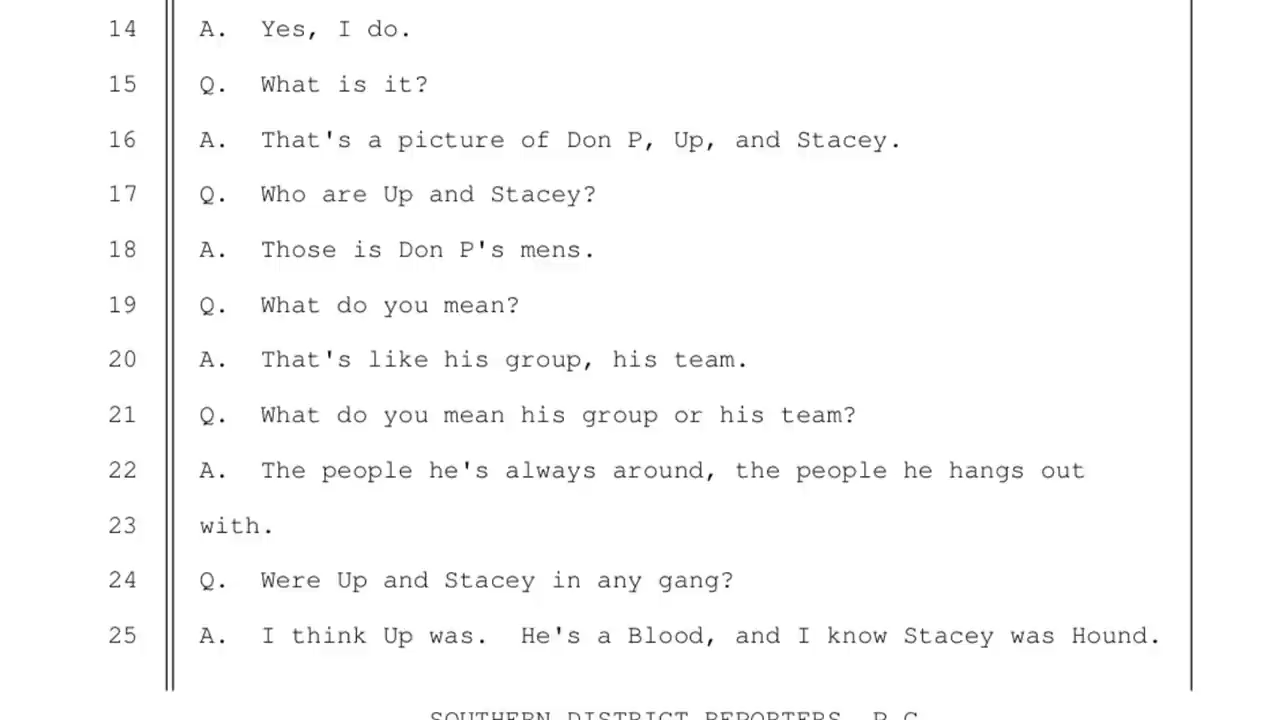 14 A. Yes, I do.
15 Q. What is it?
16 A. That's a picture of Don P, Up, and Stacey.
17 Q. Who are Up and Stacey?
18 A. Those is Don P's mens.
19 Q. What do you mean?
20 A. That's like his group, his team.
21 Q. What do you mean his group or his team?
22 A. The people he's always around, the people he hangs out
23 with.
24 Q. Were Up and Stacey in any gang?
25 A. I think Up was. He's a Blood, and I know Stacey was Hound.
SOUTHERN DISTRICT REPORTERS, P.C.